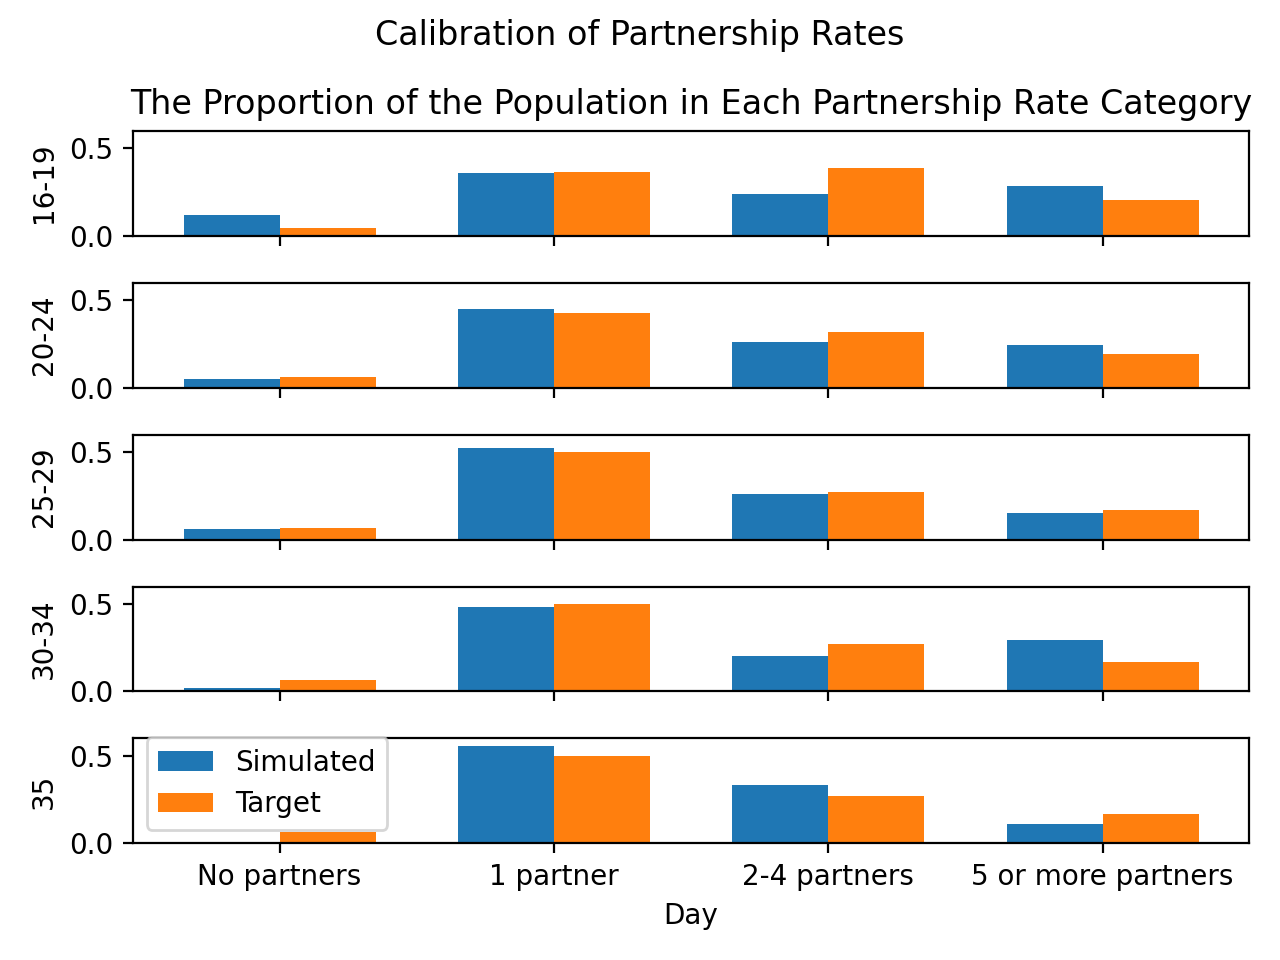 Calibration of Partnership Rates
The Proportion of the Population in Each Partnership Rate Category
0.5
0.0
16-19
0.5
0.0
20-24
0.5
0.0
25-29
0.5
0.0
30-34
0.5
0.0
35
Simulated
Target
No partners
1 partner
2-4 partners
5 or more partners
Day